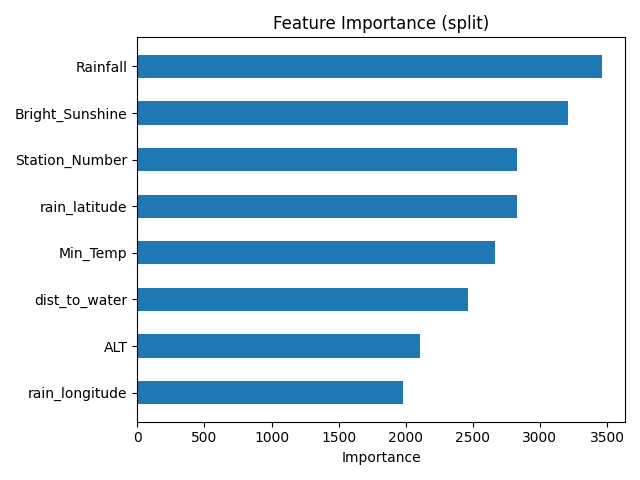 Feature Importance (split)
Rainfall
Bright_Sunshine
Station_Number
rain_latitude
Min_Temp
dist_to_water
ALT
rain_longitude
0 500 1000 1500 2000 2500 3000 3500
Importance